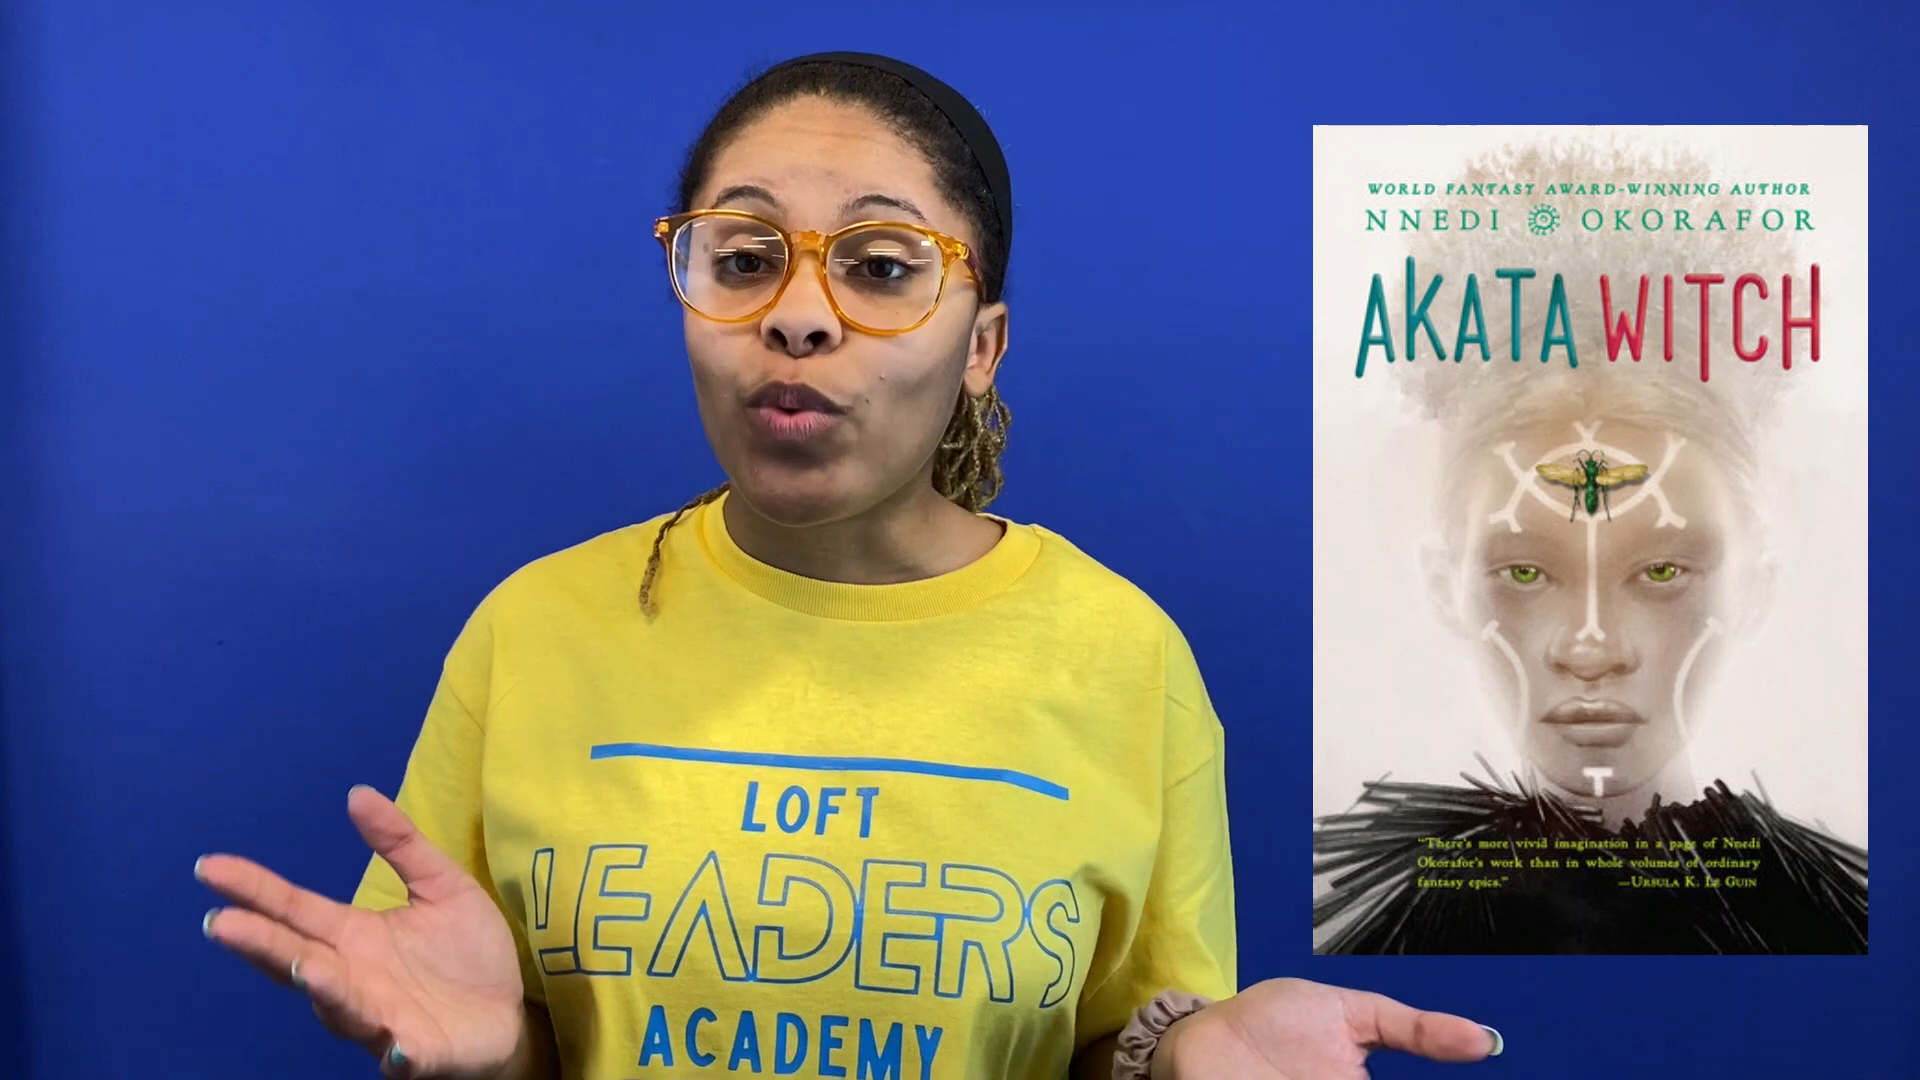 LOFT
LEADERS
ACADEMY
WORLD FANTASY AWARD-WINNING AUTHOR
NNEDI OKORAFOR
AKATA WITCH
"There's more vivid imagination in a page of Nnedi
Okorafor's work than in whole volumes of ordinary
fantasy epics." —URSULA K. LE GUIN